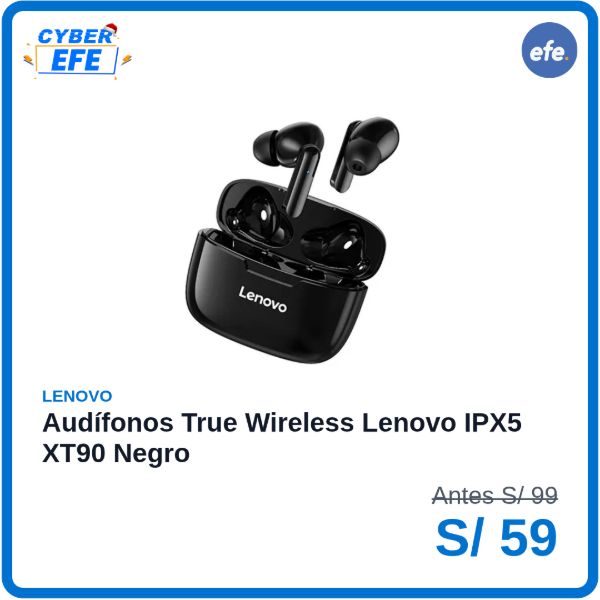 CYBER
EFE
efe.
Lenovo
LENOVO
Audífonos True Wireless Lenovo IPX5
XT90 Negro
Antes S/ 99
S/ 59